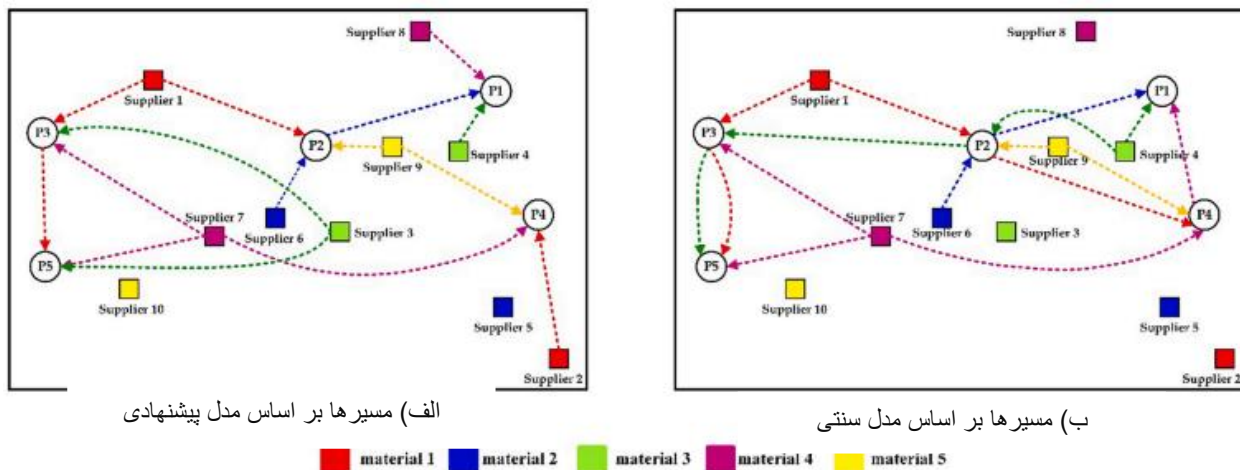 Supplier 8
Supplier 1
P1
P3
P2
Supplier 9
Supplier 4
Supplier 7
P4
Supplier 6
Supplier 3
P5
Supplier 10
Supplier 5
Supplier 2
الف) مسیرها بر اساس مدل پیشنهادی
Supplier 8
Supplier 1
P1
P3
P2
Supplier 9
Supplier 4
Supplier 7
P4
Supplier 6
Supplier 3
P5
Supplier 10
Supplier 5
Supplier 2
ب) مسیرها بر اساس مدل سنتی
material 1 material 2 material 3 material 4 material 5